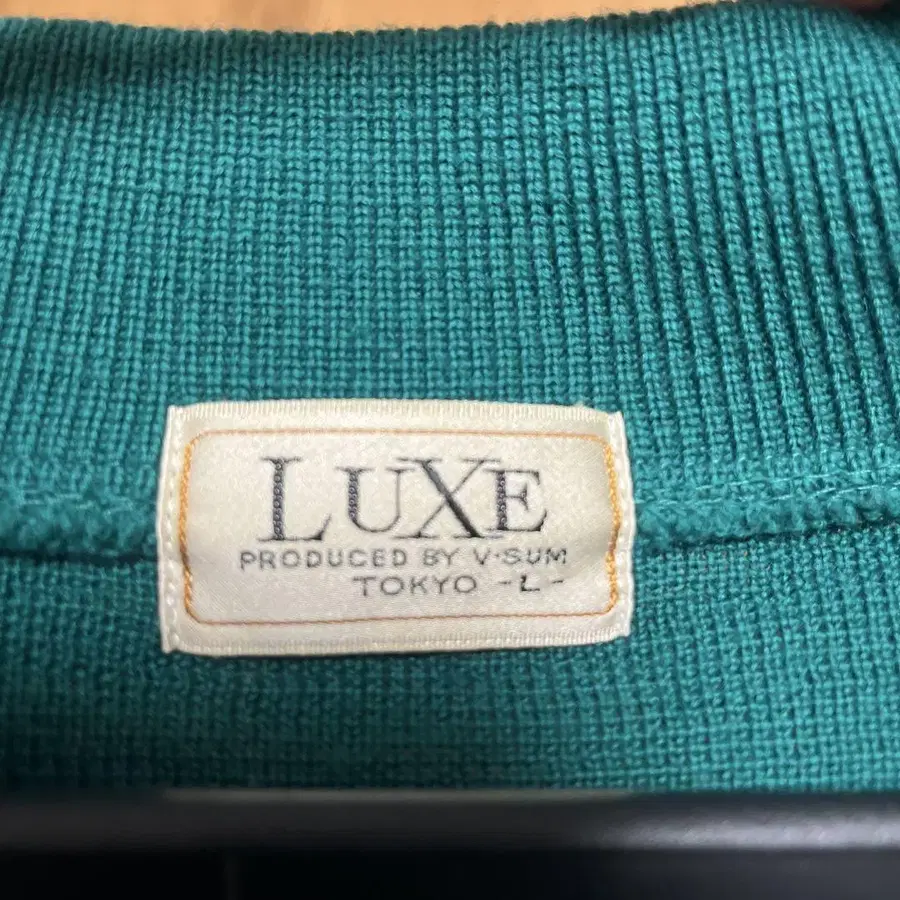 LUXE
PRODUCED BY V·SUM
TOKYO -L-